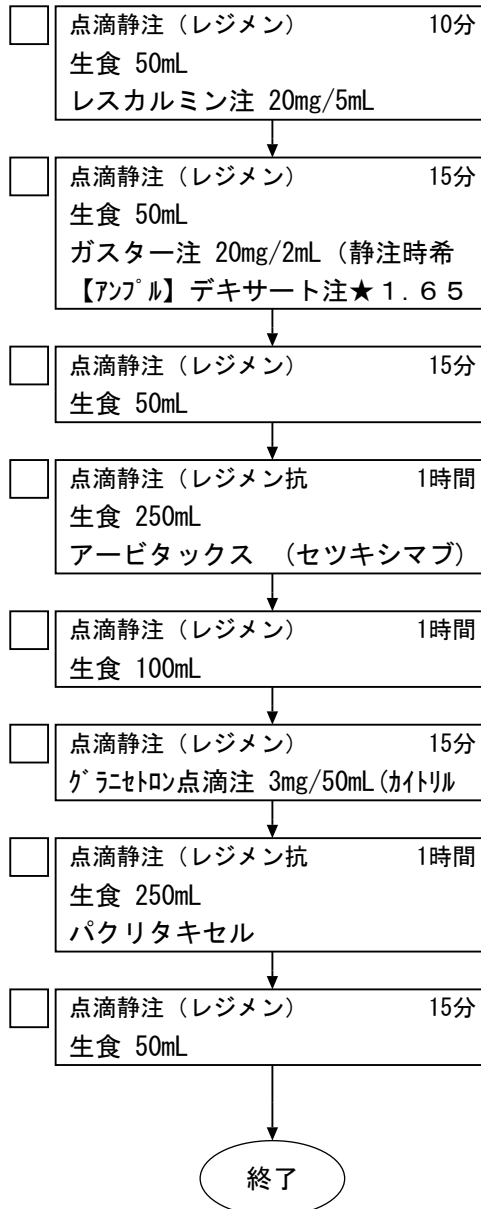 点滴静注（レジメン） 10分
生食 50mL
レスカルミン注 20mg/5mL
点滴静注（レジメン） 15分
生食 50mL
ガスター注 20mg/2mL（静注時希
【ｱﾝﾌﾟﾙ】デキサート注★１．６５
点滴静注（レジメン） 15分
生食 50mL
点滴静注（レジメン抗 1時間
生食 250mL
アービタックス （セツキシマブ）
点滴静注（レジメン） 1時間
生食 100mL
点滴静注（レジメン） 15分
ｸﾞﾗﾆｾﾄﾛﾝ点滴注 3mg/50mL(ｶｲﾄﾘﾙ
点滴静注（レジメン抗 1時間
生食 250mL
パクリタキセル
点滴静注（レジメン） 15分
生食 50mL
終了